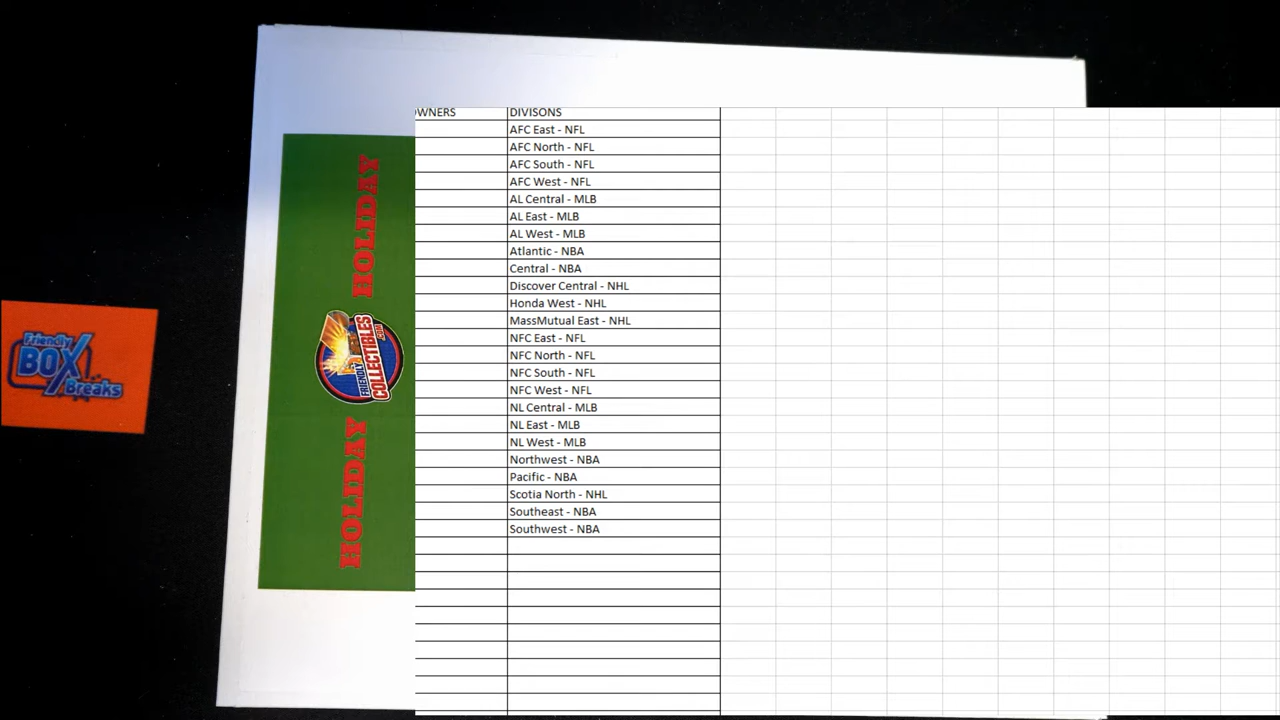 OWNERS DIVISONS
AFC East - NFL
AFC North - NFL
AFC South - NFL
AFC West - NFL
AL Central - MLB
AL East - MLB
AL West - MLB
Atlantic - NBA
Central - NBA
Discover Central - NHL
Honda West - NHL
MassMutual East - NHL
NFC East - NFL
NFC North - NFL
NFC South - NFL
NFC West - NFL
NL Central - MLB
NL East - MLB
NL West - MLB
Northwest - NBA
Pacific - NBA
Scotia North - NHL
Southeast - NBA
Southwest - NBA
HOLIDAY
FRIENDLY
COLLECTIBLES
.COM
HOLIDAY
Friendly
BOX
Breaks